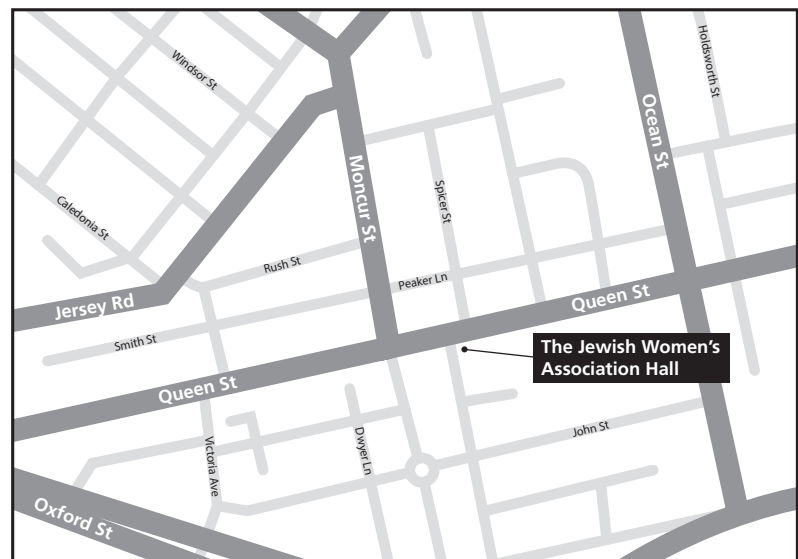 Windsor St
Holdsworth St
Ocean St
Moncur St
Spicer St
Caledonia St
Rush St
Peaker Ln
Jersey Rd
Queen St
Smith St
The Jewish Women's
Association Hall
Queen St
John St
Dwyer Ln
Victoria Ave
Oxford St